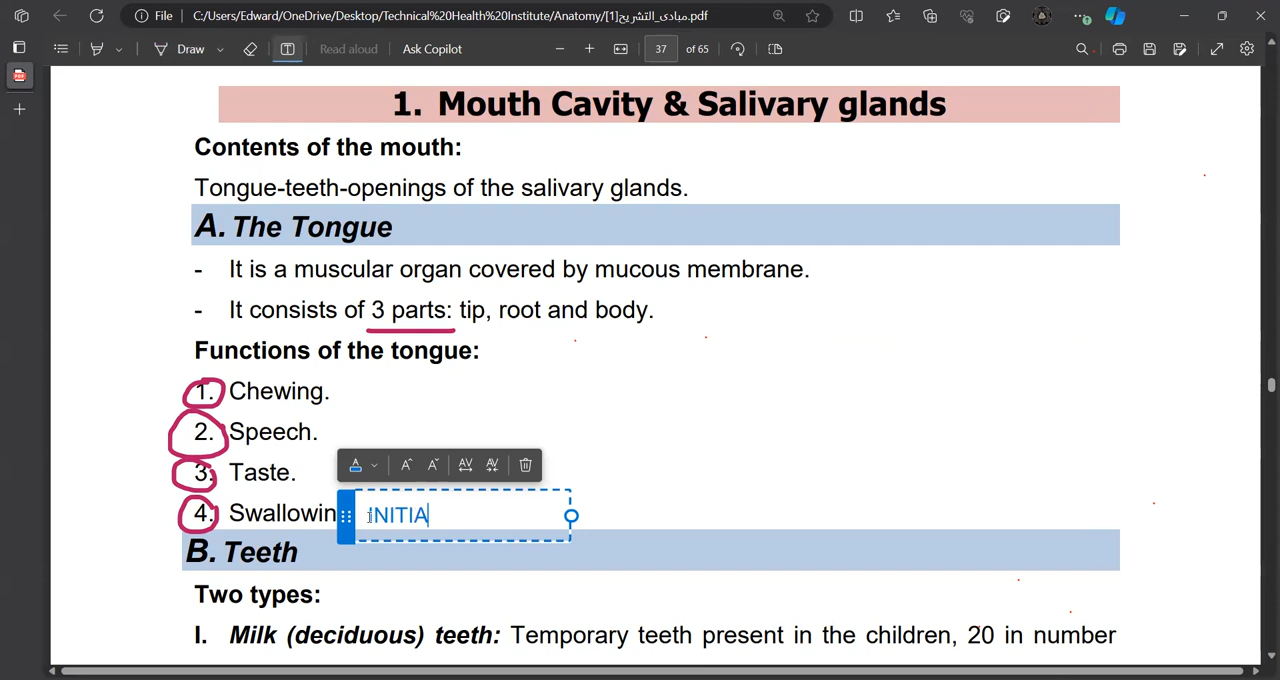 File C:/Users/Edward/OneDrive/Desktop/Technical%20Health%20Institute/Anatomy/[1]مبادى_التشريح.pdf
Draw Read aloud Ask Copilot 37 of 65
1. Mouth Cavity & Salivary glands
Contents of the mouth:
Tongue-teeth-openings of the salivary glands.
A. The Tongue
- It is a muscular organ covered by mucous membrane.
- It consists of 3 parts: tip, root and body.
Functions of the tongue:
1. Chewing.
2. Speech.
3. Taste.
4. Swallowin INITIA
B. Teeth
Two types:
I. Milk (deciduous) teeth: Temporary teeth present in the children, 20 in number